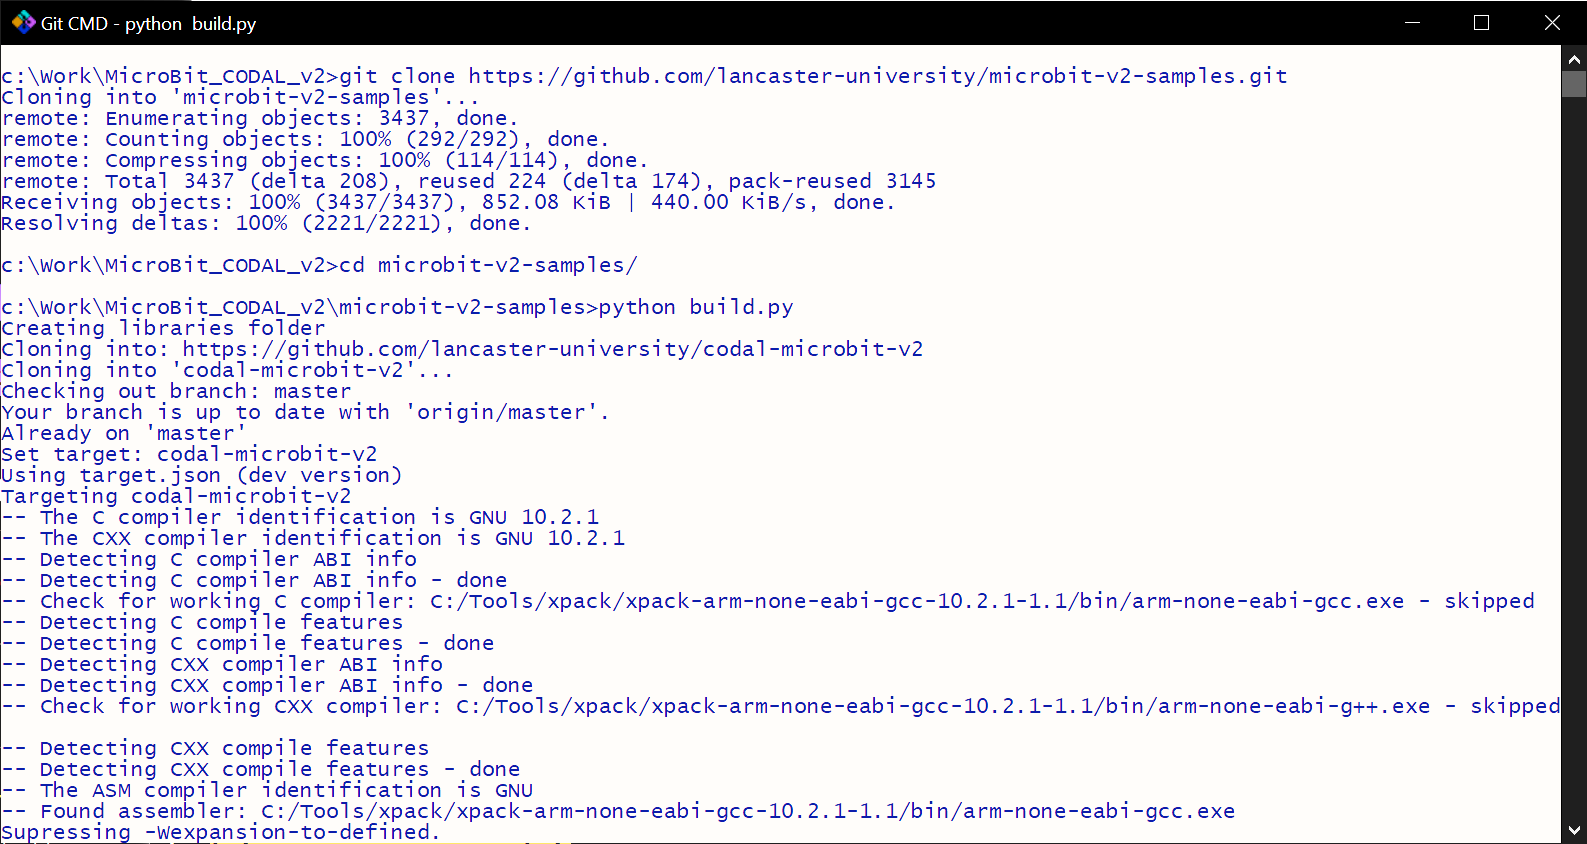 Git CMD - python  build.py
c:\Work\MicroBit_CODAL_v2>git clone https://github.com/lancaster-university/microbit-v2-samples.git
Cloning into 'microbit-v2-samples'...
remote: Enumerating objects: 3437, done.
remote: Counting objects: 100% (292/292), done.
remote: Compressing objects: 100% (114/114), done.
remote: Total 3437 (delta 208), reused 224 (delta 174), pack-reused 3145
Receiving objects: 100% (3437/3437), 852.08 KiB | 440.00 KiB/s, done.
Resolving deltas: 100% (2221/2221), done.
c:\Work\MicroBit_CODAL_v2>cd microbit-v2-samples/
c:\Work\MicroBit_CODAL_v2\microbit-v2-samples>python build.py
Creating libraries folder
Cloning into: https://github.com/lancaster-university/codal-microbit-v2
Cloning into 'codal-microbit-v2'...
Checking out branch: master
Your branch is up to date with 'origin/master'.
Already on 'master'
Set target: codal-microbit-v2
Using target.json (dev version)
Targeting codal-microbit-v2
-- The C compiler identification is GNU 10.2.1
-- The CXX compiler identification is GNU 10.2.1
-- Detecting C compiler ABI info
-- Detecting C compiler ABI info - done
-- Check for working C compiler: C:/Tools/xpack/xpack-arm-none-eabi-gcc-10.2.1-1.1/bin/arm-none-eabi-gcc.exe - skipped
-- Detecting C compile features
-- Detecting C compile features - done
-- Detecting CXX compiler ABI info
-- Detecting CXX compiler ABI info - done
-- Check for working CXX compiler: C:/Tools/xpack/xpack-arm-none-eabi-gcc-10.2.1-1.1/bin/arm-none-eabi-g++.exe - skipped
-- Detecting CXX compile features
-- Detecting CXX compile features - done
-- The ASM compiler identification is GNU
-- Found assembler: C:/Tools/xpack/xpack-arm-none-eabi-gcc-10.2.1-1.1/bin/arm-none-eabi-gcc.exe
Supressing -Wexpansion-to-defined.